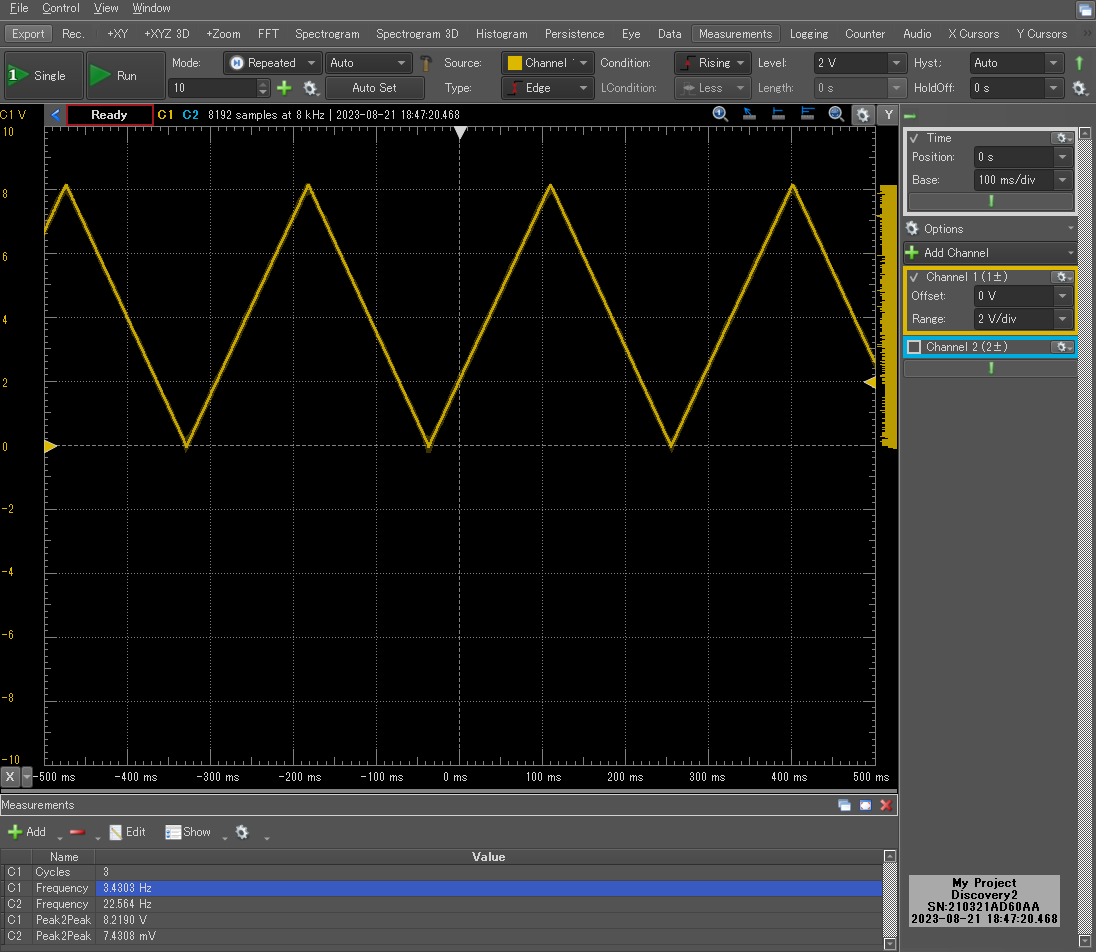 File Control View Window
Export Rec. +XY +XYZ 3D +Zoom FFT Spectrogram Spectrogram 3D Histogram Persistence Eye Data Measurements Logging Counter Audio X Cursors Y Cursors »
1 Single Run Mode: Repeated Auto Source: Channel Condition: Rising Level: 2 V Hyst: Auto
10 Auto Set Type: Edge LCondition: Less Length: 0 s HoldOff: 0 s
C1 V Ready C1 C2 8192 samples at 8 kHz | 2023-08-21 18:47:20.468 Y
10
8
6
4
2
0
-2
-4
-6
-8
-10
X -500 ms -400 ms -300 ms -200 ms -100 ms 0 ms 100 ms 200 ms 300 ms 400 ms 500 ms
Time
Position: 0 s
Base: 100 ms/div
Options
Add Channel
Channel 1 (1±)
Offset: 0 V
Range: 2 V/div
Channel 2 (2±)
Measurements
Add Edit Show
Name Value
C1 Cycles 3
C1 Frequency 3.4303 Hz
C2 Frequency 22.564 Hz
C1 Peak2Peak 8.2190 V
C2 Peak2Peak 7.4308 mV
My Project
Discovery2
SN:210321AD60AA
2023-08-21 18:47:20.468